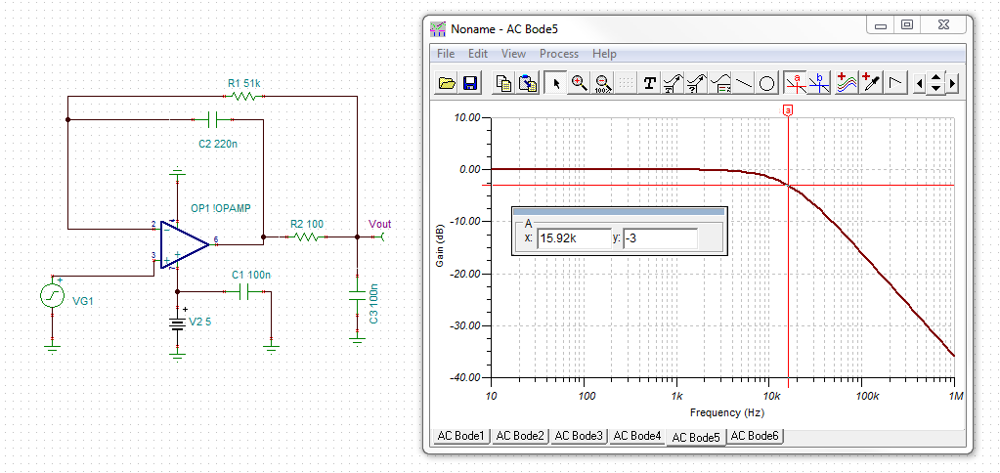 R1 51k
C2 220n
OP1 !OPAMP
2
3
6
7
R2 100
Vout
C1 100n
C3 100n
VG1
V2 5
Noname - AC Bode5
File Edit View Process Help
T
100%
a
b
a
10.00
0.00
-10.00
-20.00
-30.00
-40.00
Gain (dB)
A
x: 15.92k y: -3
10 100 1k 10k 100k 1M
Frequency (Hz)
AC Bode1 AC Bode2 AC Bode3 AC Bode4 AC Bode5 AC Bode6